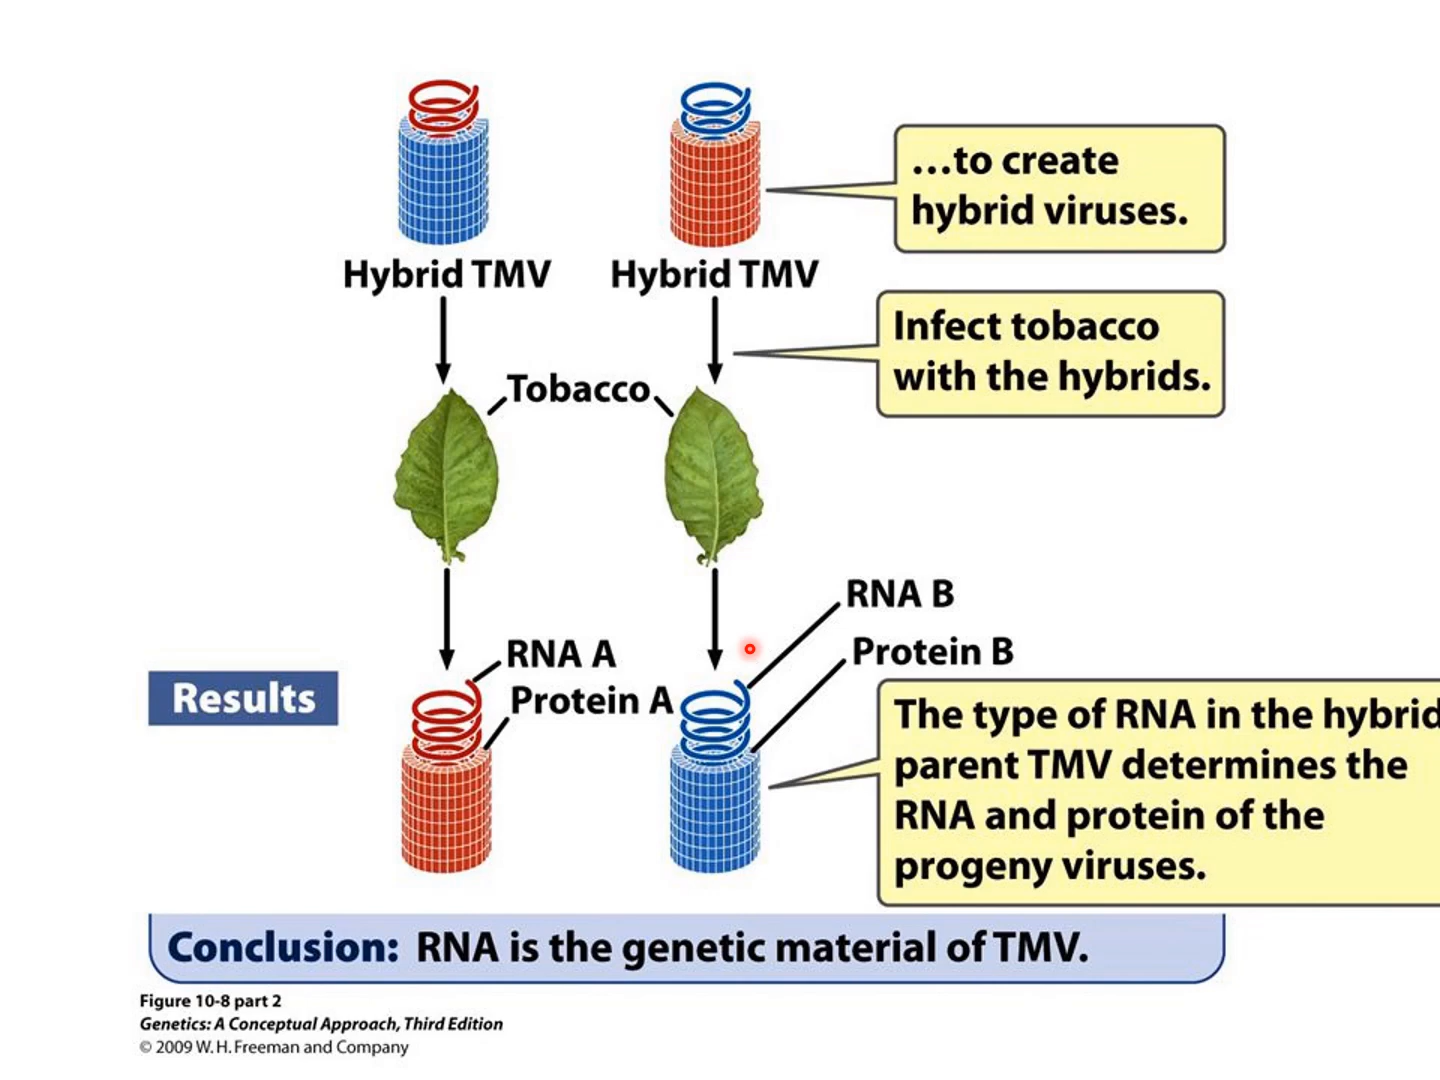 …to create
hybrid viruses.
Hybrid TMV
Hybrid TMV
Infect tobacco
with the hybrids.
Tobacco
RNA B
RNA A
Protein B
Protein A
Results
The type of RNA in the hybrid
parent TMV determines the
RNA and protein of the
progeny viruses.
Conclusion: RNA is the genetic material of TMV.
Figure 10-8 part 2
Genetics: A Conceptual Approach, Third Edition
© 2009 W. H. Freeman and Company